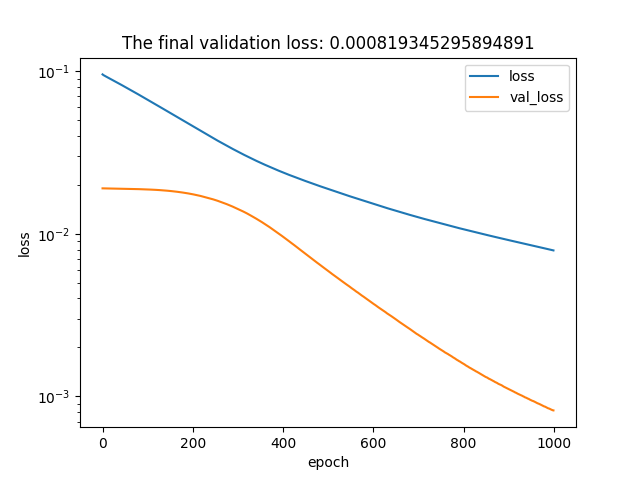 The final validation loss: 0.000819345295894891
10⁻¹
10⁻²
10⁻³
loss
loss
val_loss
0
200
400
600
800
1000
epoch